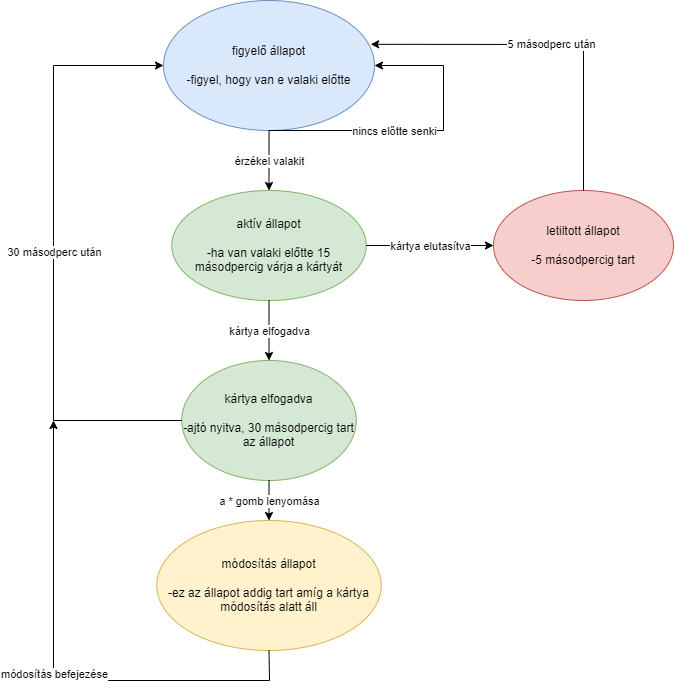 figyelő állapot
-figyel, hogy van e valaki előtte
5 másodperc után
nincs előtte senki
érzékel valakit
aktív állapot
-ha van valaki előtte 15
másodpercig várja a kártyát
kártya elutasítva
letiltott állapot
-5 másodpercig tart
30 másodperc után
kártya elfogadva
kártya elfogadva
-ajtó nyitva, 30 másodpercig tart
az állapot
a * gomb lenyomása
módosítás állapot
-ez az állapot addig tart amíg a kártya
módosítás alatt áll
módosítás befejezése